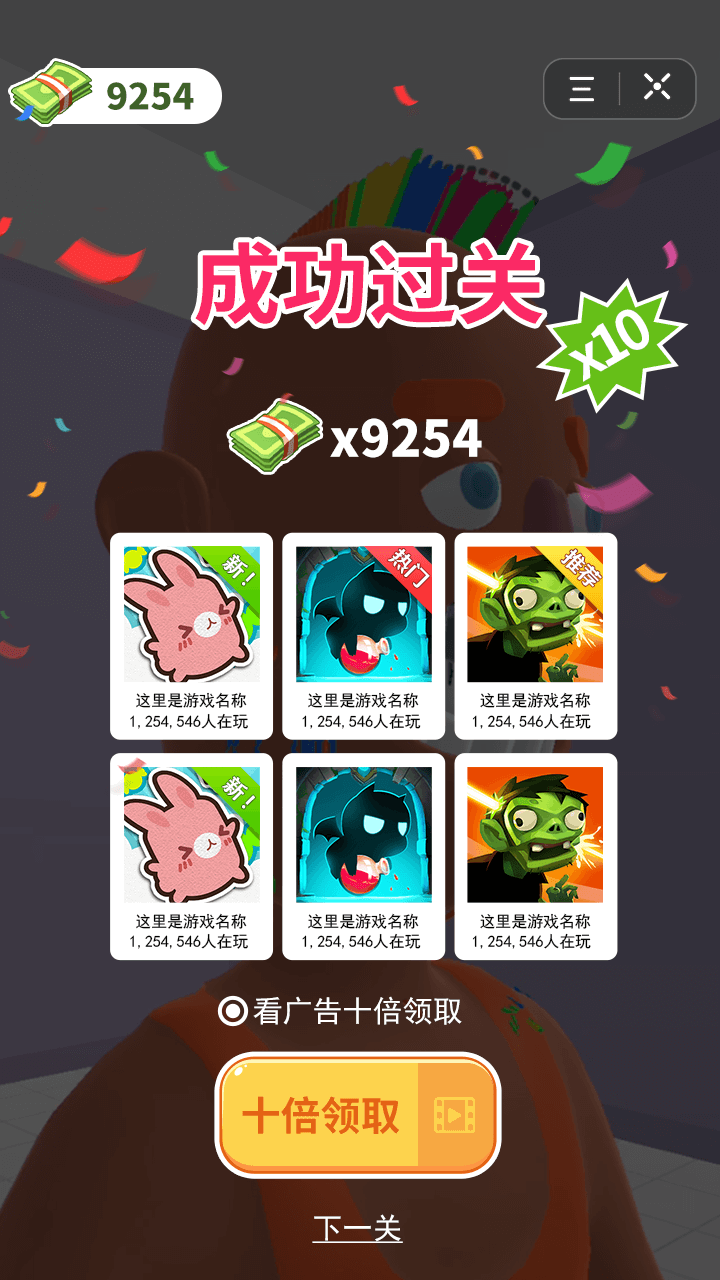 9254
成功过关
x10
x9254
新!
热门
推荐
这里是游戏名称
1,254,546人在玩
这里是游戏名称
1,254,546人在玩
这里是游戏名称
1,254,546人在玩
新!
这里是游戏名称
1,254,546人在玩
这里是游戏名称
1,254,546人在玩
这里是游戏名称
1,254,546人在玩
看广告十倍领取
十倍领取
下一关